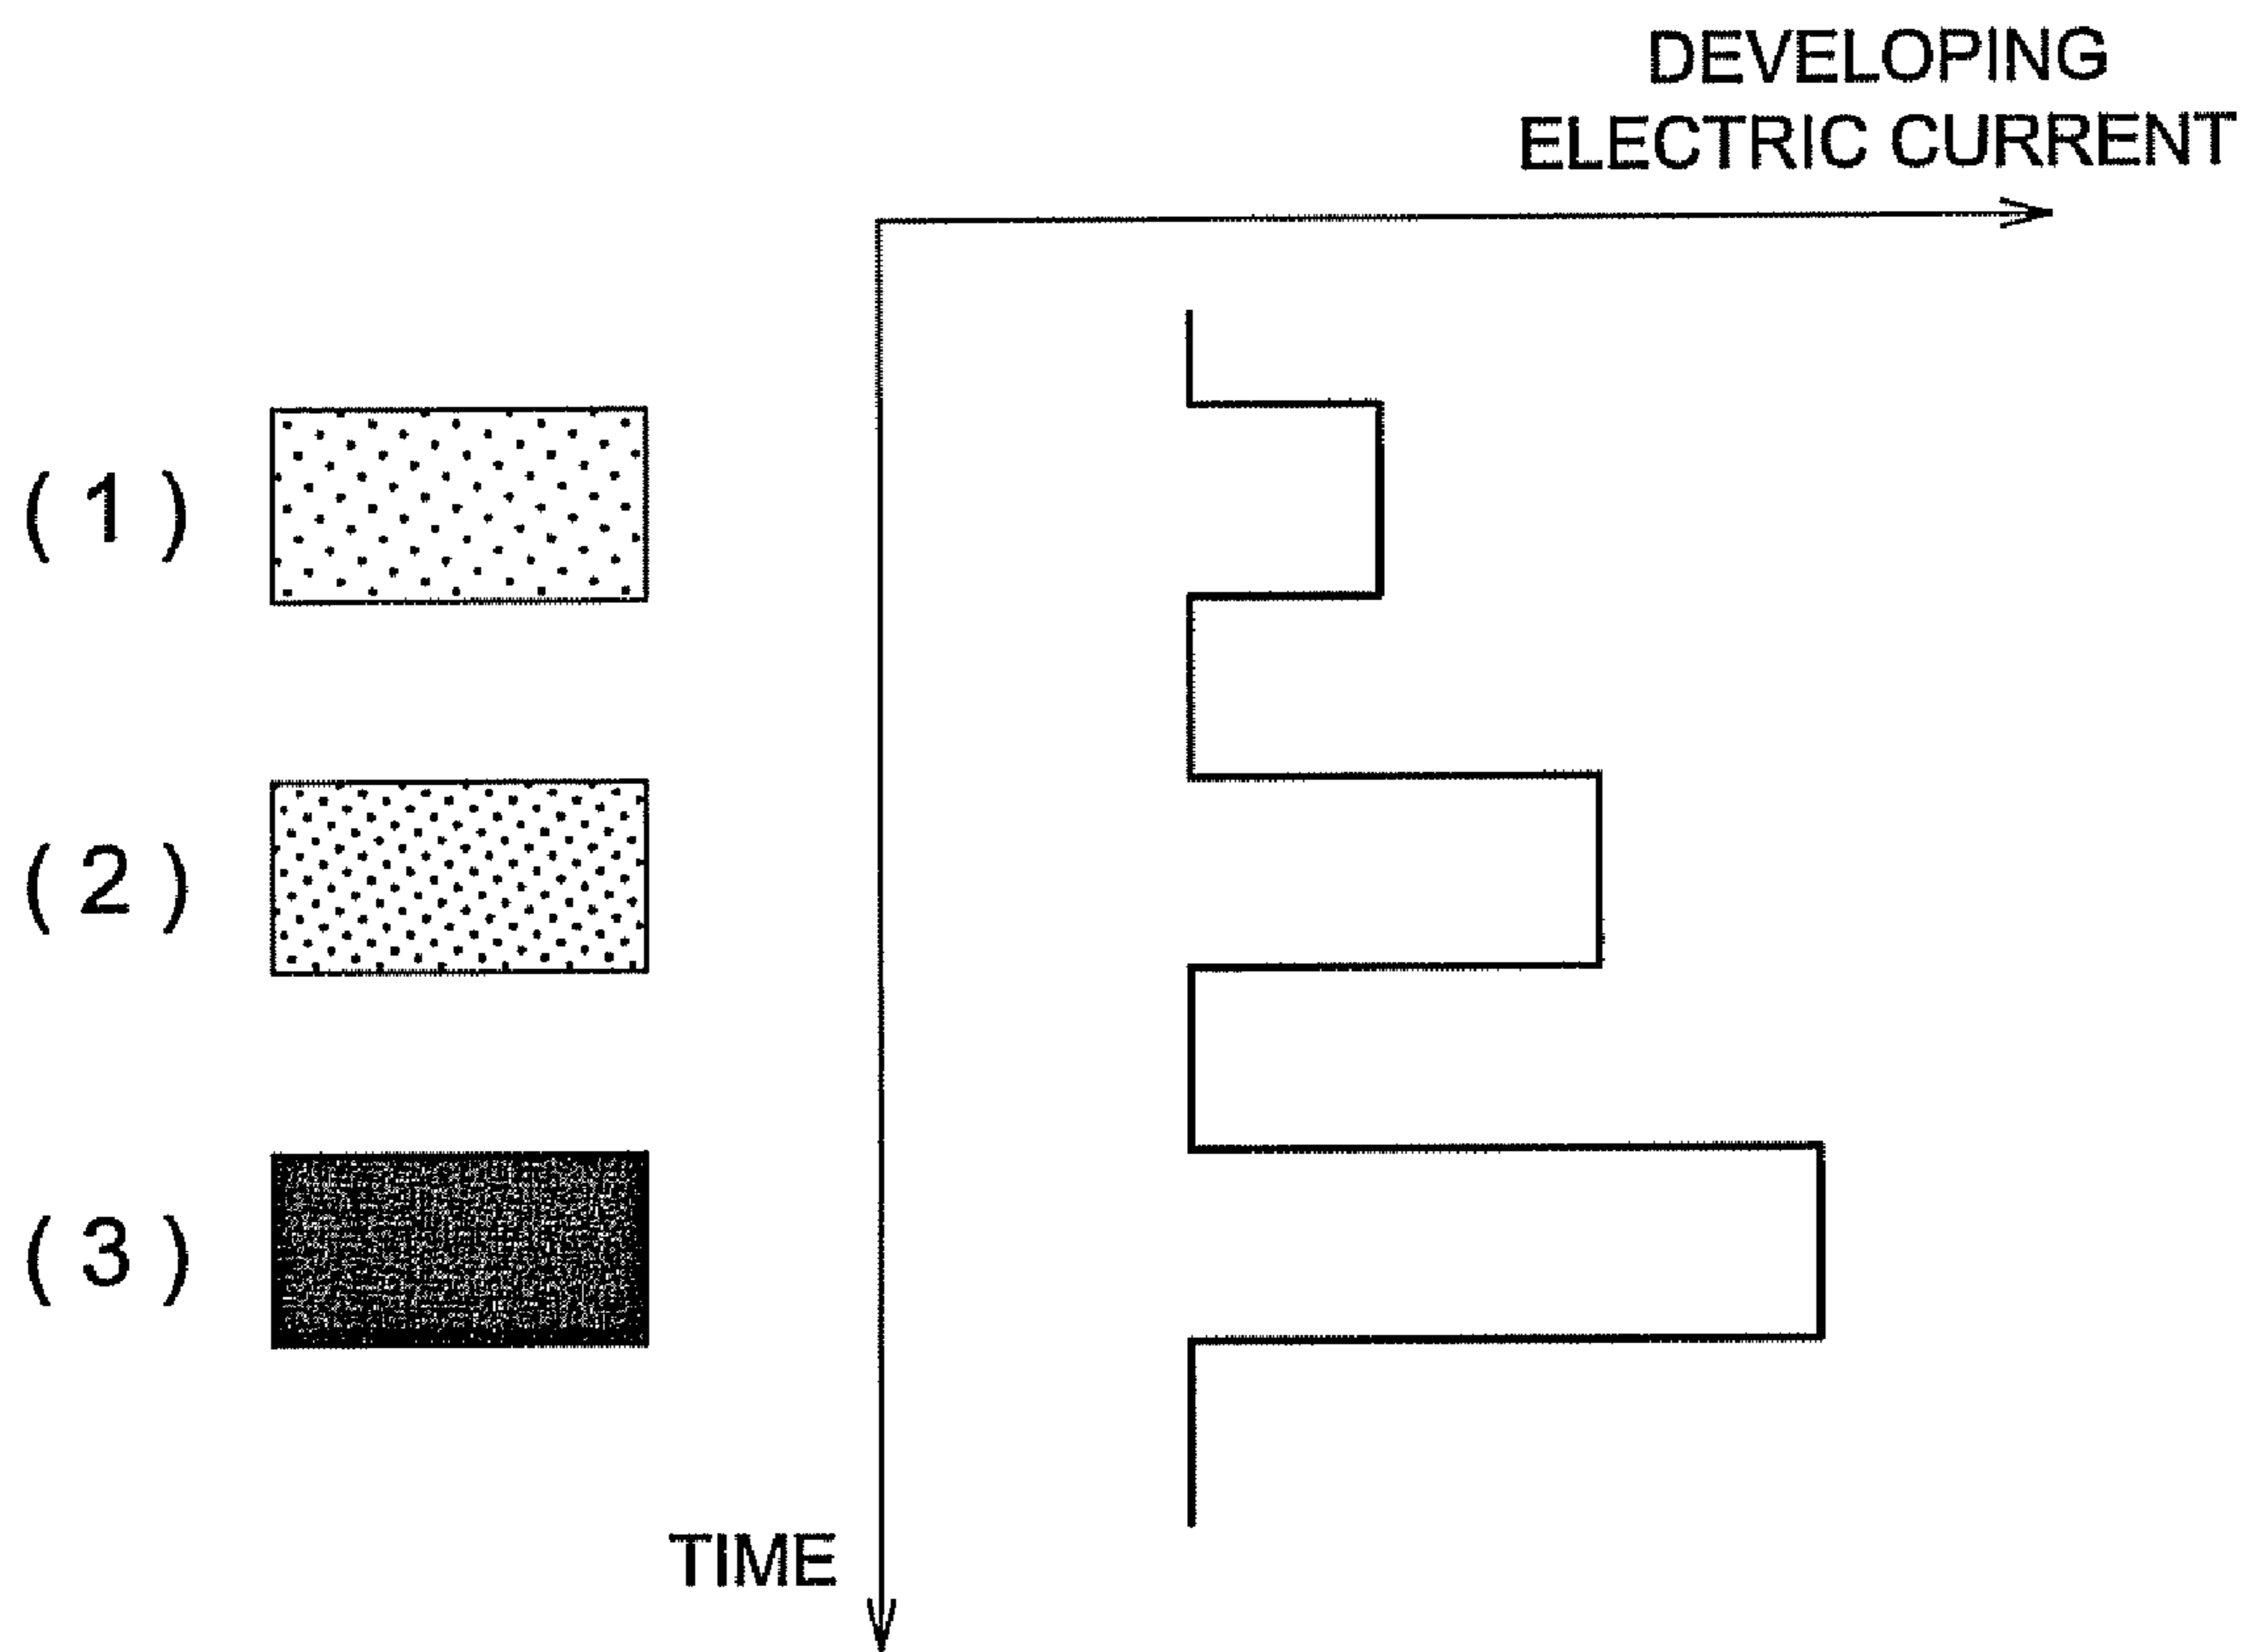 DEVELOPING
ELECTRIC CURRENT
( 1 )
( 2 )
( 3 )
TIME